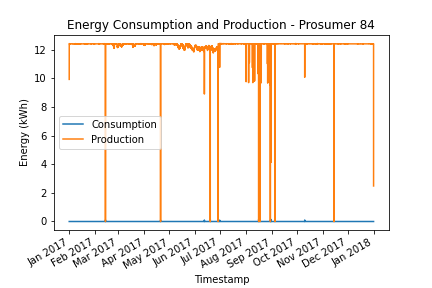 Energy Consumption and Production - Prosumer 84
Energy (kWh)
12
10
8
6
4
2
0
Consumption
Production
Jan 2017
Feb 2017
Mar 2017
Apr 2017
May 2017
Jun 2017
Jul 2017
Aug 2017
Sep 2017
Oct 2017
Nov 2017
Dec 2017
Jan 2018
Timestamp